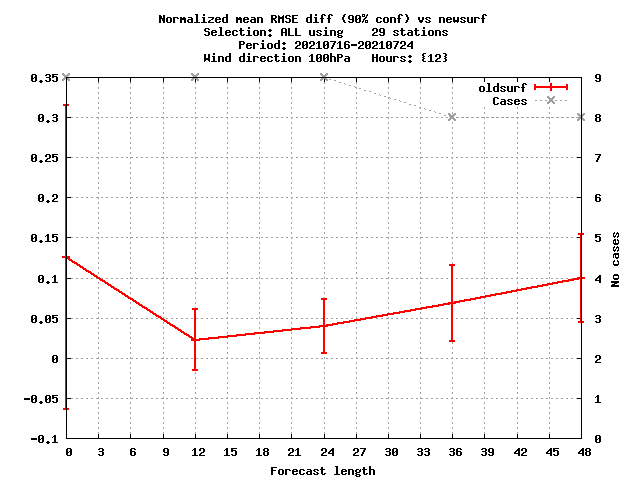 Normalized mean RMSE diff (90% conf) vs newsurf
Selection: ALL using    29 stations
Period: 20210716-20210724
Wind direction 100hPa   Hours: {12}
oldsurf
Cases
0.35
0.3
0.25
0.2
0.15
0.1
0.05
0
-0.05
-0.1
9
8
7
6
5
4
3
2
1
0
No cases
0 3 6 9 12 15 18 21 24 27 30 33 36 39 42 45 48
Forecast length